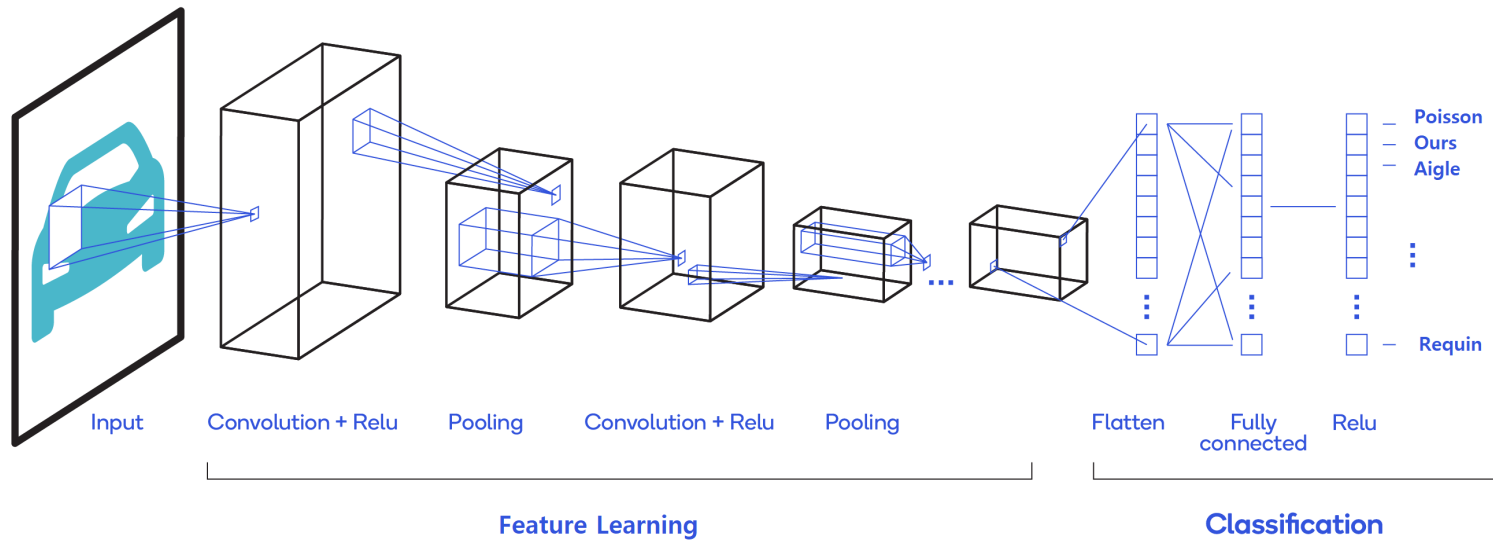 Poisson
Ours
Aigle
Requin
Input
Convolution + Relu
Pooling
Convolution + Relu
Pooling
Flatten
Fully
connected
Relu
Feature Learning
Classification